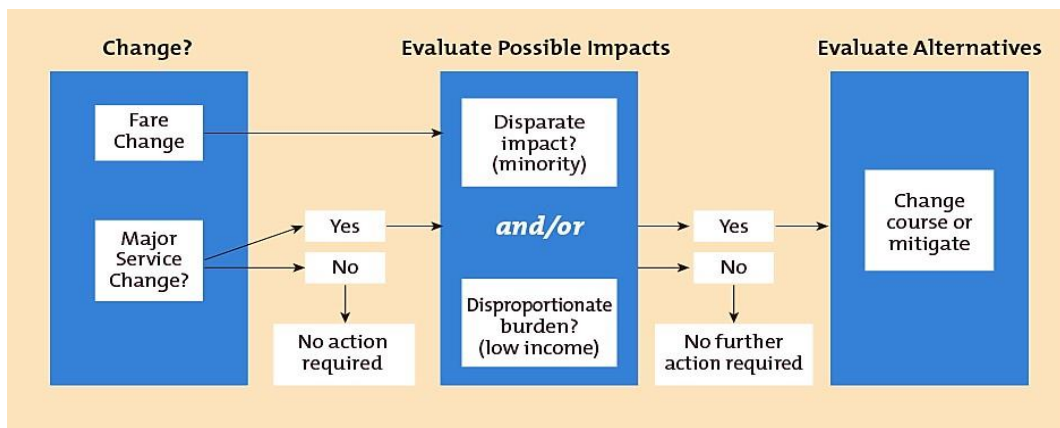 Change?
Fare
Change
Major
Service
Change?
Yes
No
No action
required
Evaluate Possible Impacts
Disparate
impact?
(minority)
and/or
Disproportionate
burden?
(low income)
Yes
No
No further
action required
Evaluate Alternatives
Change
course or
mitigate